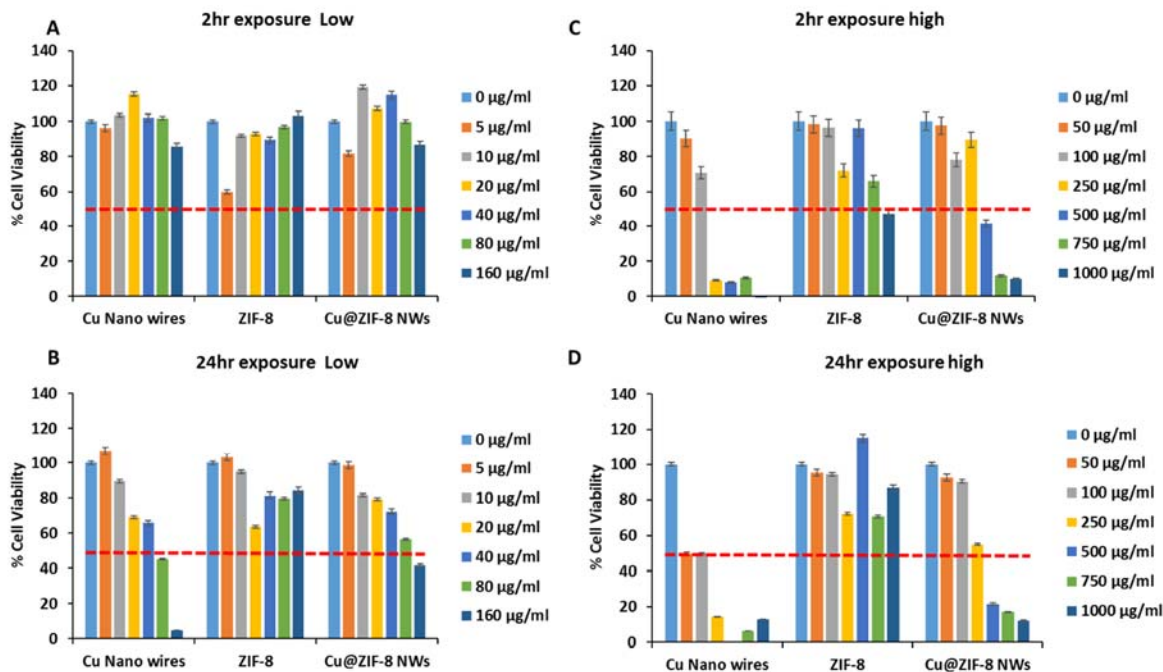 A
2hr exposure Low
% Cell Viability
140
120
100
80
60
40
20
0
Cu Nano wires
ZIF-8
Cu@ZIF-8 NWs
0 µg/ml
5 µg/ml
10 µg/ml
20 µg/ml
40 µg/ml
80 µg/ml
160 µg/ml
C
2hr exposure high
% Cell Viability
140
120
100
80
60
40
20
0
Cu Nano wires
ZIF-8
Cu@ZIF-8 NWs
0 µg/ml
50 µg/ml
100 µg/ml
250 µg/ml
500 µg/ml
750 µg/ml
1000 µg/ml
B
24hr exposure Low
% Cell Viability
140
120
100
80
60
40
20
0
Cu Nano wires
ZIF-8
Cu@ZIF-8 NWs
0 µg/ml
5 µg/ml
10 µg/ml
20 µg/ml
40 µg/ml
80 µg/ml
160 µg/ml
D
24hr exposure high
% Cell Viability
140
120
100
80
60
40
20
0
Cu Nano wires
ZIF-8
Cu@ZIF-8 NWs
0 µg/ml
50 µg/ml
100 µg/ml
250 µg/ml
500 µg/ml
750 µg/ml
1000 µg/ml